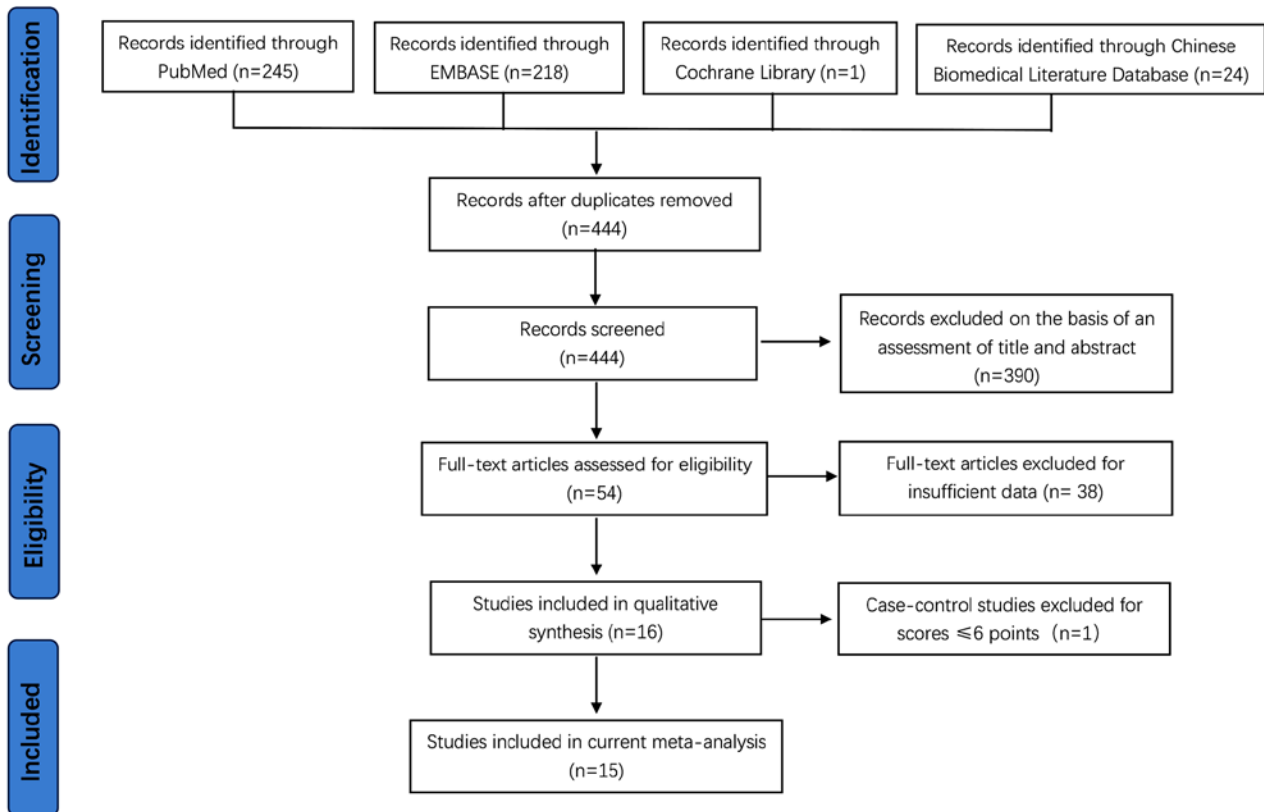 Identification
Records identified through
PubMed (n=245)
Records identified through
EMBASE (n=218)
Records identified through
Cochrane Library (n=1)
Records identified through Chinese
Biomedical Literature Database (n=24)
Records after duplicates removed
(n=444)
Screening
Records screened
(n=444)
Records excluded on the basis of an
assessment of title and abstract
(n=390)
Eligibility
Full-text articles assessed for eligibility
(n=54)
Full-text articles excluded for
insufficient data (n= 38)
Studies included in qualitative
synthesis (n=16)
Case-control studies excluded for
scores ≤6 points (n=1)
Included
Studies included in current meta-analysis
(n=15)